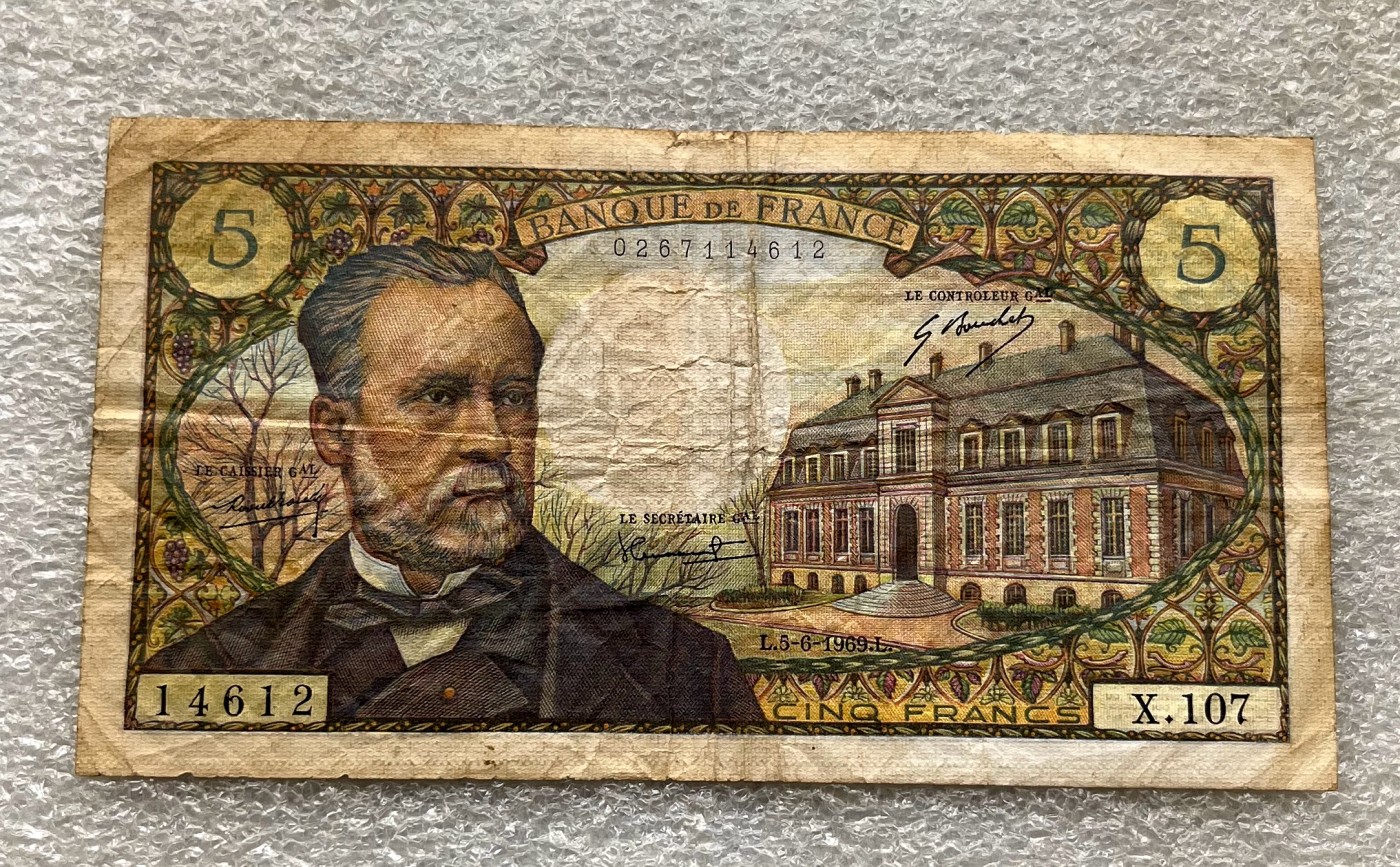 5
BANQUE DE FRANCE
5
0267114612
LE CONTROLEUR GAL
G Bouchet
LE CAISSIER GAL
LE SECRÉTAIRE GAL
L.5-6-1969.L.
14612
CINQ FRANCS
X.107